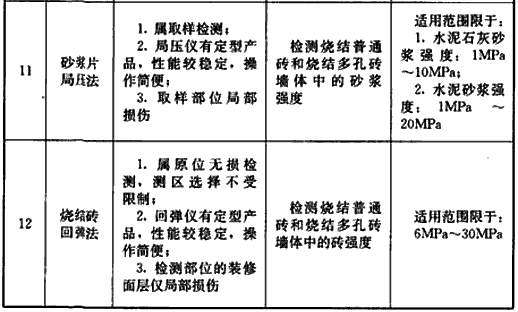 11
砂浆片
局压法
1. 属取样检测；
2. 局压仪有定型产
品，性能较稳定，操
作简便；
3. 取样部位局部
损伤
检测烧结普通
砖和烧结多孔砖
墙体中的砂浆
强度
适用范围限于：
1. 水泥石灰砂
浆强度：1MPa
～10MPa；
2. 水泥砂浆强
度：1MPa ～
20MPa
12
烧结砖
回弹法
1. 属原位无损检
测，测区选择不受
限制；
2. 回弹仪有定型产
品，性能较稳定，操
作简便；
3. 检测部位的装修
面层仅局部损伤
检测烧结普通
砖和烧结多孔砖
墙体中的砖强度
适用范围限于：
6MPa～30MPa